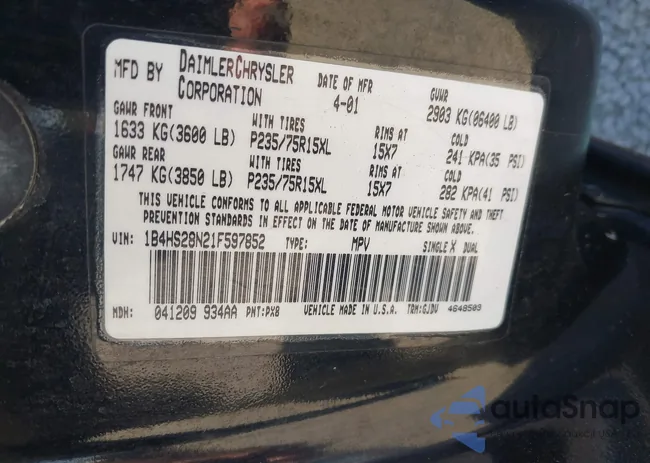 MFD BY DAIMLERCHRYSLER CORPORATION DATE OF MFR 4-01 GVWR 2903 KG(06400 LB)
GAWR FRONT WITH TIRES RIMS AT COLD
1633 KG(3600 LB) P235/75R15XL 15X7 241 KPA(35 PSI)
GAWR REAR WITH TIRES RIMS AT COLD
1747 KG(3850 LB) P235/75R15XL 15X7 282 KPA(41 PSI)
THIS VEHICLE CONFORMS TO ALL APPLICABLE FEDERAL MOTOR VEHICLE SAFETY AND THEFT
PREVENTION STANDARDS IN EFFECT ON THE DATE OF MANUFACTURE SHOWN ABOVE.
VIN: 1B4HS28N21F597852 TYPE: MPV SINGLE X DUAL
MDH: 041209 934AA PNT:PX8 VEHICLE MADE IN U.S.A. TRM:GJDV 4648503
autoSnap